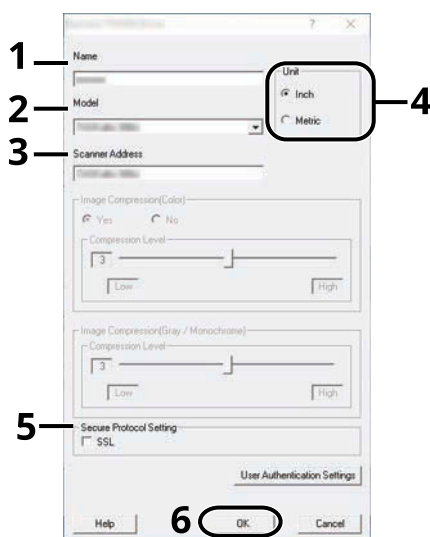 ? ×
1 Name
Unit
Inch
2 Model
Metric
4
3 Scanner Address
Image Compression(Color)
Yes No
Compression Level
3
Low High
Image Compression(Gray / Monochrome)
Compression Level
3
Low High
5 Secure Protocol Setting
SSL
User Authentication Settings
Help 6 OK Cancel